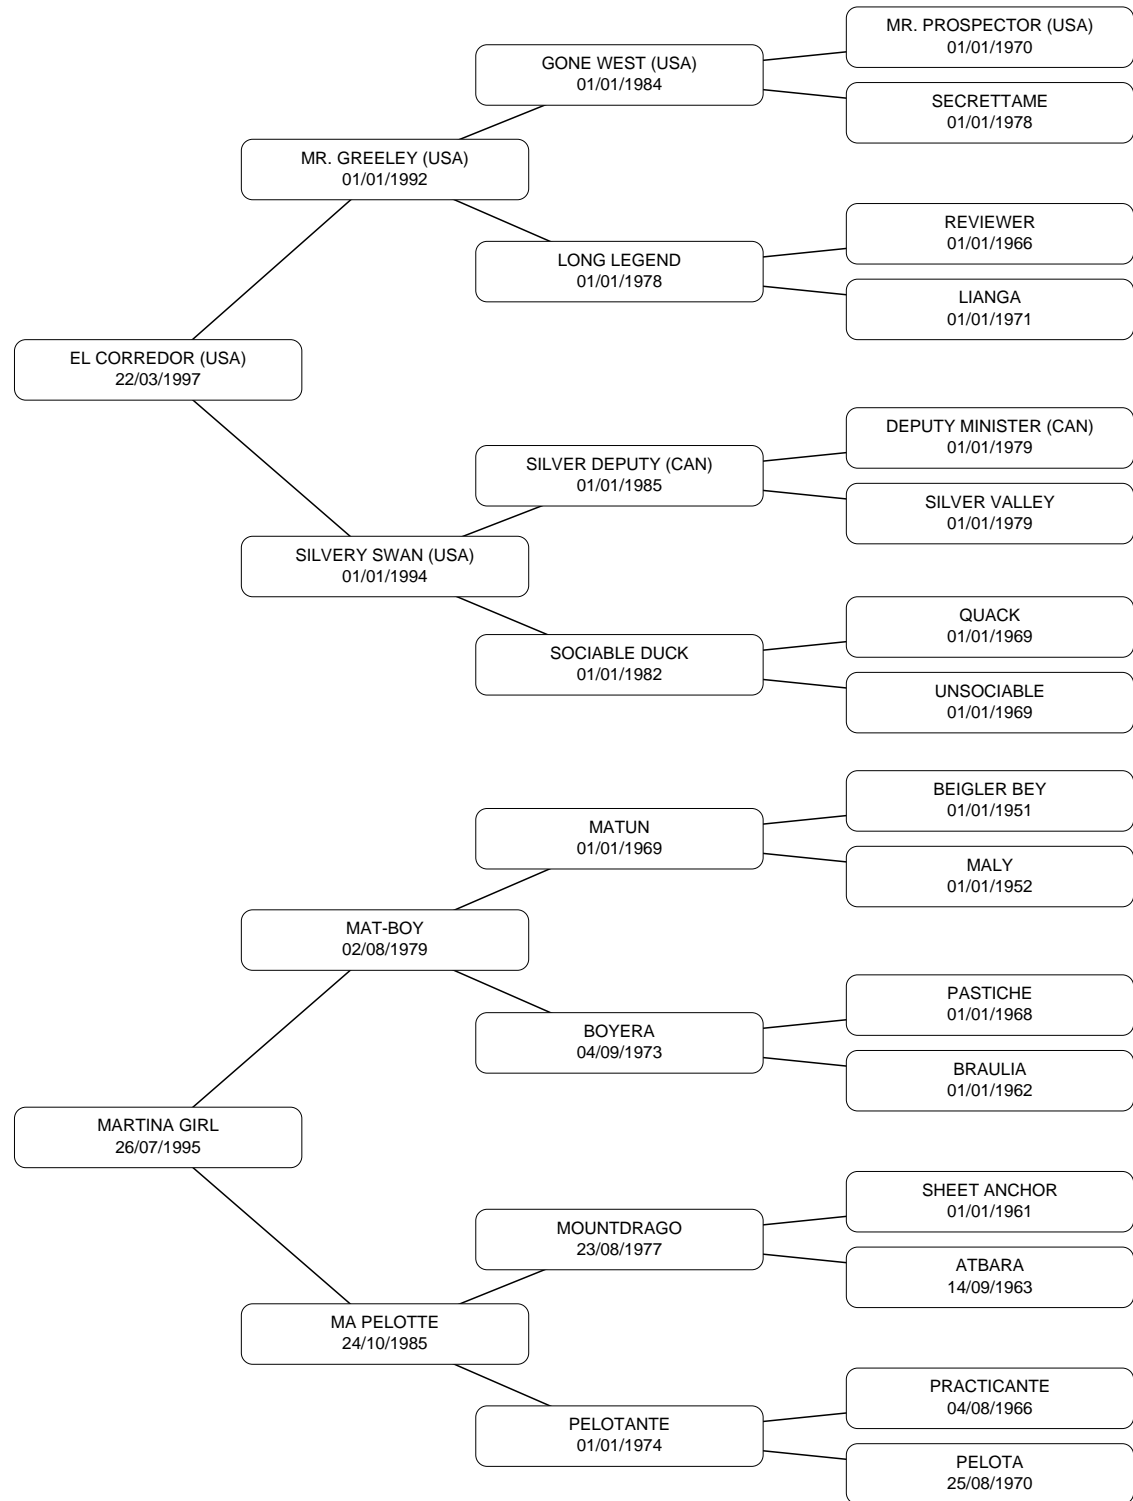 MR. PROSPECTOR (USA)
01/01/1970
GONE WEST (USA)
01/01/1984
SECRETTAME
01/01/1978
MR. GREELEY (USA)
01/01/1992
REVIEWER
01/01/1966
LONG LEGEND
01/01/1978
LIANGA
01/01/1971
EL CORREDOR (USA)
22/03/1997
DEPUTY MINISTER (CAN)
01/01/1979
SILVER DEPUTY (CAN)
01/01/1985
SILVER VALLEY
01/01/1979
SILVERY SWAN (USA)
01/01/1994
QUACK
01/01/1969
SOCIABLE DUCK
01/01/1982
UNSOCIABLE
01/01/1969
BEIGLER BEY
01/01/1951
MATUN
01/01/1969
MALY
01/01/1952
MAT-BOY
02/08/1979
PASTICHE
01/01/1968
BOYERA
04/09/1973
BRAULIA
01/01/1962
MARTINA GIRL
26/07/1995
SHEET ANCHOR
01/01/1961
MOUNTDRAGO
23/08/1977
ATBARA
14/09/1963
MA PELOTTE
24/10/1985
PRACTICANTE
04/08/1966
PELOTANTE
01/01/1974
PELOTA
25/08/1970